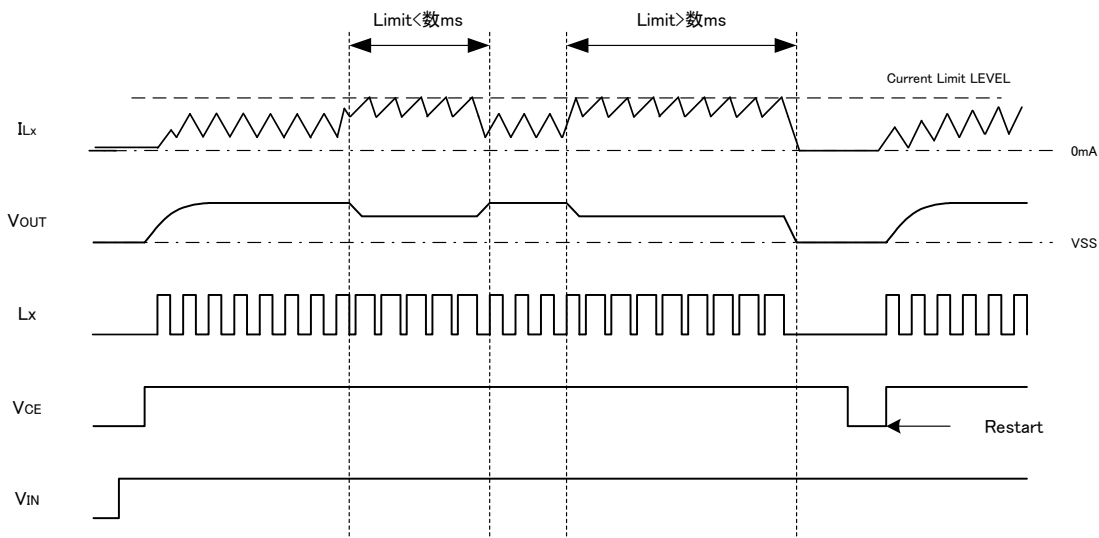 Limit<数ms
Limit>数ms
Current Limit LEVEL
ILx
0mA
VOUT
VSS
Lx
VCE
Restart
VIN